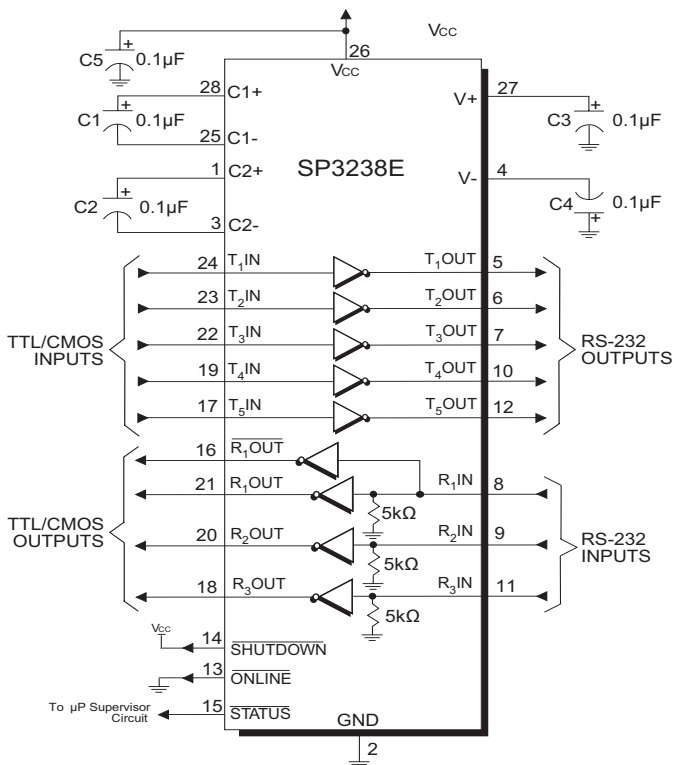 Vcc
26
Vcc
C5 + 0.1µF
28 C1+
C1 + 0.1µF
25 C1-
1 C2+
C2 + 0.1µF
3 C2-
SP3238E
V+ 27
C3 + 0.1µF
V- 4
C4 + 0.1µF
TTL/CMOS
INPUTS
24 T1IN T1OUT 5
23 T2IN T2OUT 6
22 T3IN T3OUT 7
19 T4IN T4OUT 10
17 T5IN T5OUT 12
RS-232
OUTPUTS
TTL/CMOS
OUTPUTS
16 R1OUT
21 R1OUT R1IN 8
5kΩ
20 R2OUT R2IN 9
5kΩ
18 R3OUT R3IN 11
5kΩ
RS-232
INPUTS
Vcc
14 SHUTDOWN
13 ONLINE
To µP Supervisor
Circuit
15 STATUS
GND
2